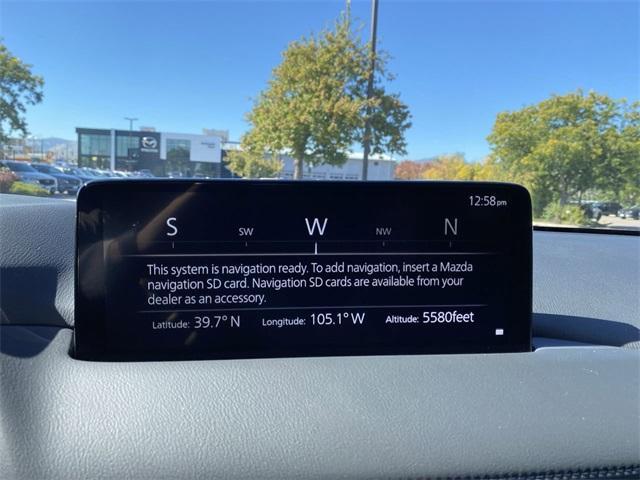 12:58pm
S SW W NW N
This system is navigation ready. To add navigation, insert a Mazda
navigation SD card. Navigation SD cards are available from your
dealer as an accessory.
Latitude: 39.7° N Longitude: 105.1° W Altitude: 5580feet